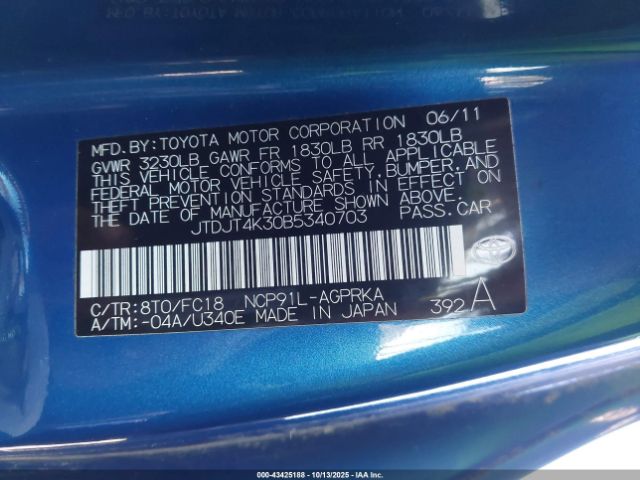 MFD. BY: TOYOTA MOTOR CORPORATION 06/11
GVWR 3230LB GAWR FR 1830LB RR 1830LB
THIS VEHICLE CONFORMS TO ALL APPLICABLE
FEDERAL MOTOR VEHICLE SAFETY, BUMPER, AND
THEFT PREVENTION STANDARDS IN EFFECT ON
THE DATE OF MANUFACTURE SHOWN ABOVE.
JTDJT4K30B5340703 PASS. CAR
TOYOTA
C/TR: 8T0/FC18 NCP91L-AGPRKA
A/TM: -04A/U340E MADE IN JAPAN 392 A
000-43425188 - 10/13/2025 - IAAI.COM